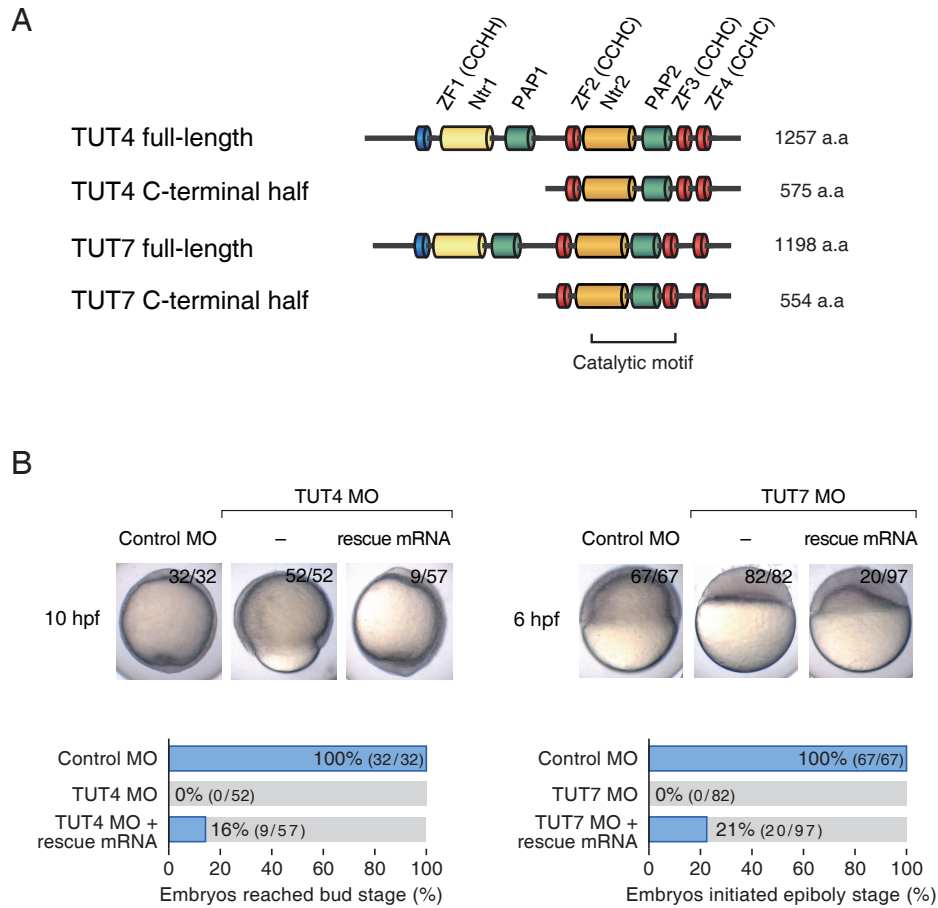 A
ZF1 (CCHH)
Ntr1
PAP1
ZF2 (CCHC)
Ntr2
PAP2
ZF3 (CCHC)
ZF4 (CCHC)
TUT4 full-length 1257 a.a
TUT4 C-terminal half 575 a.a
TUT7 full-length 1198 a.a
TUT7 C-terminal half 554 a.a
Catalytic motif
B
TUT4 MO
Control MO – rescue mRNA
32/32 52/52 9/57
10 hpf
TUT7 MO
Control MO – rescue mRNA
67/67 82/82 20/97
6 hpf
Control MO 100% (32/32)
TUT4 MO 0% (0/52)
TUT4 MO +
rescue mRNA 16% (9/57)
0 20 40 60 80 100
Embryos reached bud stage (%)
Control MO 100% (67/67)
TUT7 MO 0% (0/82)
TUT7 MO +
rescue mRNA 21% (20/97)
0 20 40 60 80 100
Embryos initiated epiboly stage (%)